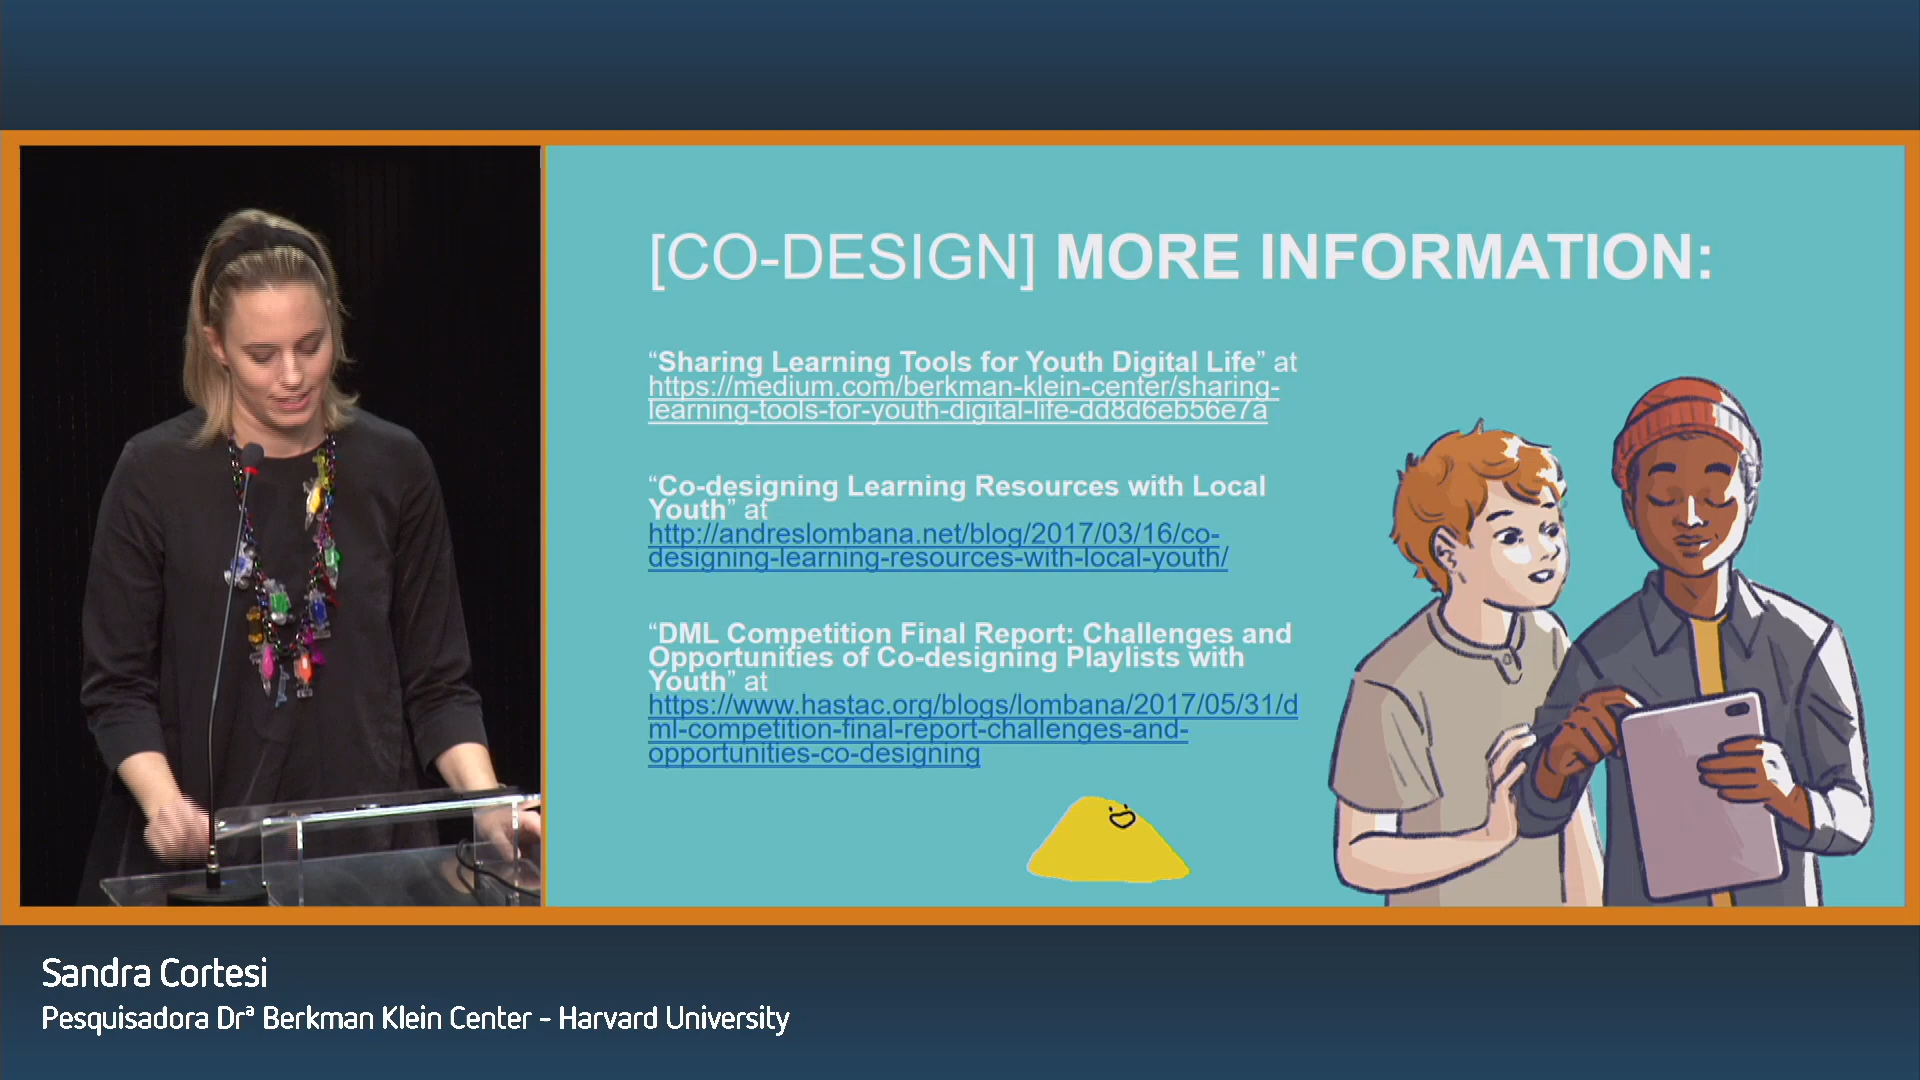 [CO-DESIGN] MORE INFORMATION:
“Sharing Learning Tools for Youth Digital Life” at
https://medium.com/berkman-klein-center/sharing-
learning-tools-for-youth-digital-life-dd8d6eb56e7a
“Co-designing Learning Resources with Local
Youth” at
http://andreslombana.net/blog/2017/03/16/co-
designing-learning-resources-with-local-youth/
“DML Competition Final Report: Challenges and
Opportunities of Co-designing Playlists with
Youth” at
https://www.hastac.org/blogs/lombana/2017/05/31/d
ml-competition-final-report-challenges-and-
opportunities-co-designing
Sandra Cortesi
Pesquisadora Drª Berkman Klein Center - Harvard University